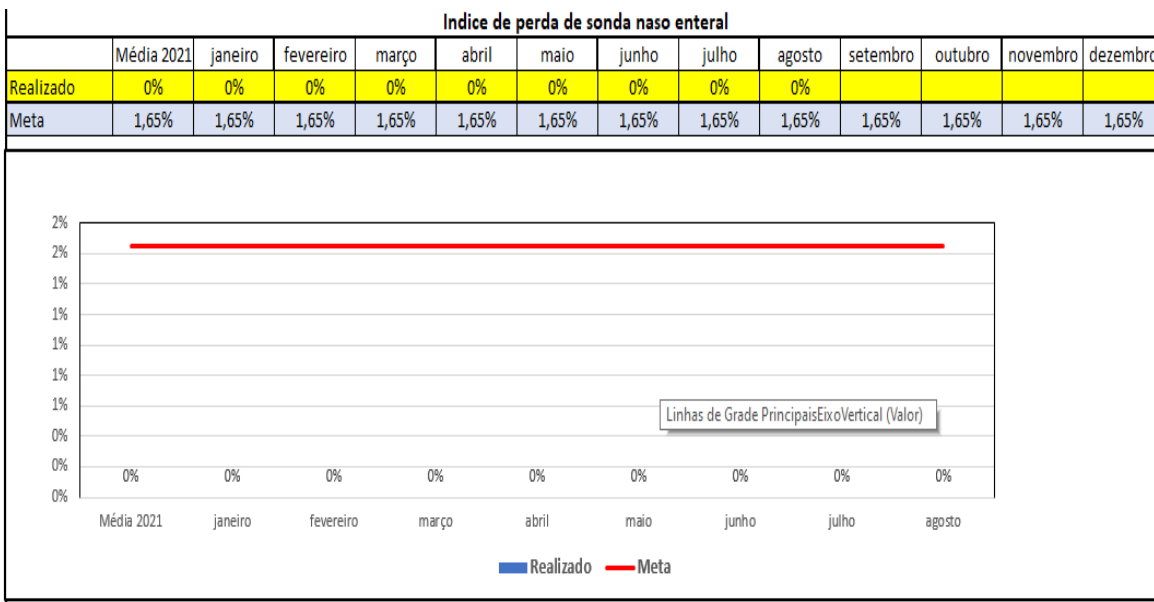 Indice de perda de sonda naso enteral
Média 2021 janeiro fevereiro março abril maio junho julho agosto setembro outubro novembro dezembro
Realizado 0% 0% 0% 0% 0% 0% 0% 0% 0%
Meta 1,65% 1,65% 1,65% 1,65% 1,65% 1,65% 1,65% 1,65% 1,65% 1,65% 1,65% 1,65% 1,65%
2%
2%
1%
1%
1%
1%
1%
Linhas de Grade PrincipaisEixoVertical (Valor)
0%
0%
0% 0% 0% 0% 0% 0% 0% 0% 0%
0%
Média 2021 janeiro fevereiro março abril maio junho julho agosto
Realizado Meta